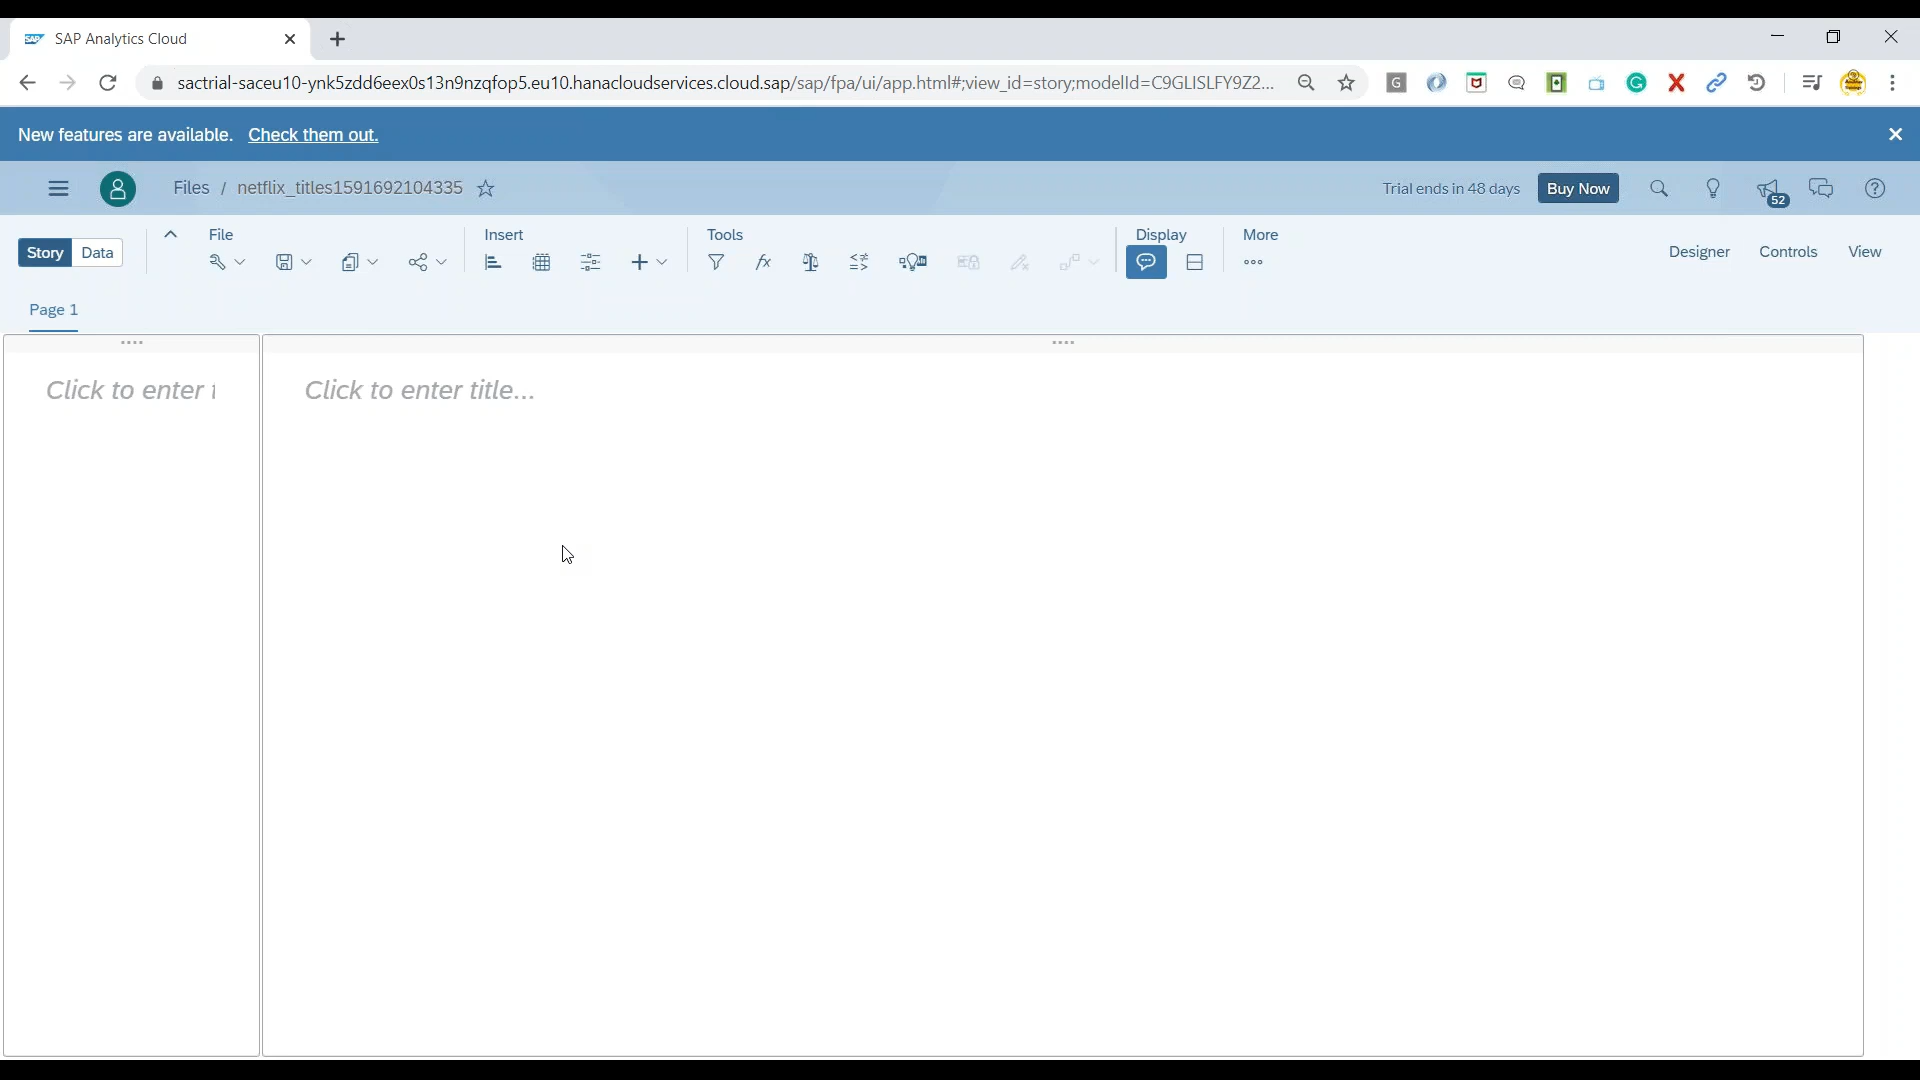 SAP Analytics Cloud
sactrial-saceu10-ynk5zdd6eex0s13n9nzqfop5.eu10.hanacloudservices.cloud.sap/sap/fpa/ui/app.html#;view_id=story;modelId=C9GLISLFY9Z2...
New features are available. Check them out.
Files / netflix_titles1591692104335
Trial ends in 48 days Buy Now
52
Story Data
File
Insert
Tools
Display
More
Designer Controls View
Page 1
Click to enter
Click to enter title...